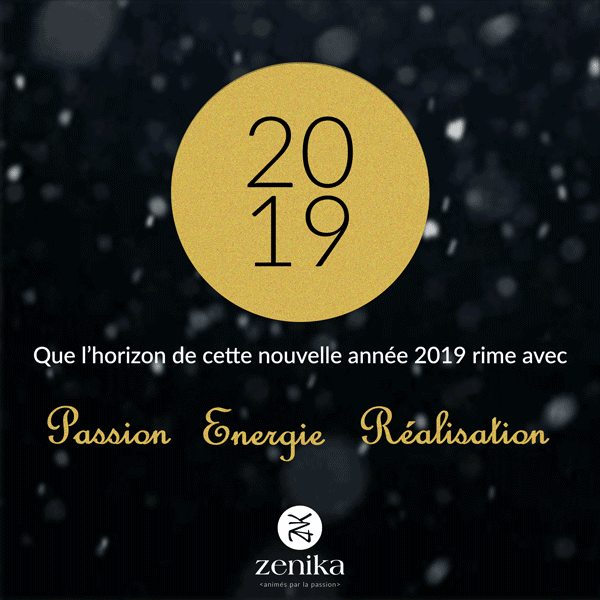 20
19
Que l'horizon de cette nouvelle année 2019 rime avec
Passion Energie Réalisation
ZNK
zenika
<animés par la passion>